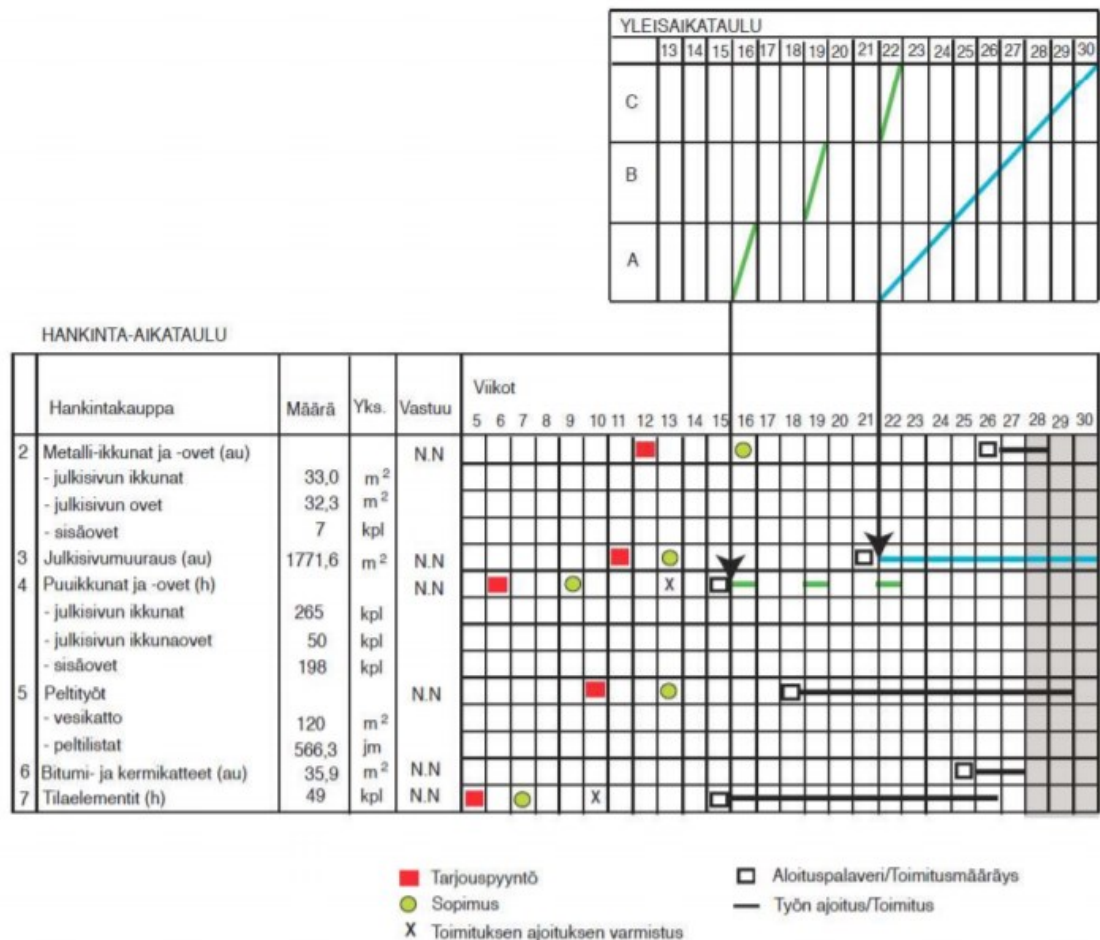 YLEISAIKATAULU
13 14 15 16 17 18 19 20 21 22 23 24 25 26 27 28 29 30
C
B
A
HANKINTA-AIKATAULU
Hankintakauppa Määrä Yks. Vastuu Viikot
5 6 7 8 9 10 11 12 13 14 15 16 17 18 19 20 21 22 23 24 25 26 27 28 29 30
2 Metalli-ikkunat ja -ovet (au) N.N
- julkisivun ikkunat 33,0 m²
- julkisivun ovet 32,3 m²
- sisäovet 7 kpl
3 Julkisivumuuraus (au) 1771,6 m² N.N
4 Puuikkunat ja -ovet (h) N.N X
- julkisivun ikkunat 265 kpl
- julkisivun ikkunaovet 50 kpl
- sisäovet 198 kpl
5 Peltityöt N.N
- vesikatto 120 m²
- peltilistat 566,3 jm
6 Bitumi- ja kermikatteet (au) 35,9 m² N.N
7 Tilaelementit (h) 49 kpl N.N X
Tarjouspyyntö
Sopimus
X Toimituksen ajoituksen varmistus
Aloituspalaveri/Toimitusmääräys
Työn ajoitus/Toimitus